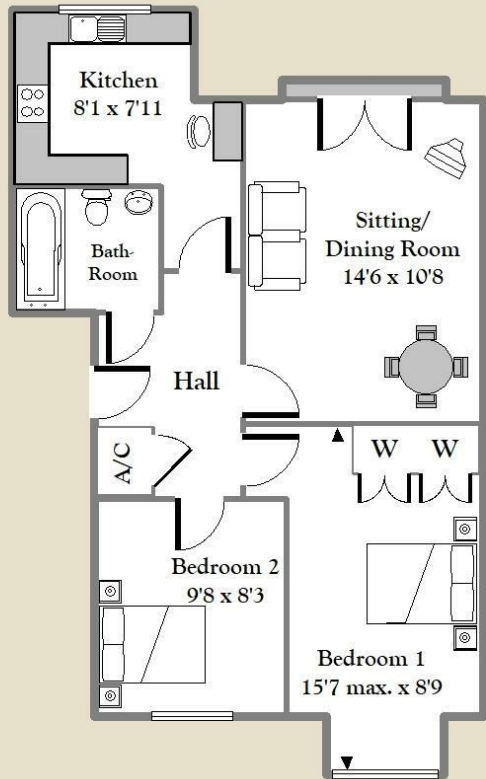 Kitchen
8'1 x 7'11
Sitting/
Dining Room
14'6 x 10'8
Bath-
Room
Hall
A/C
W W
Bedroom 2
9'8 x 8'3
Bedroom 1
15'7 max. x 8'9